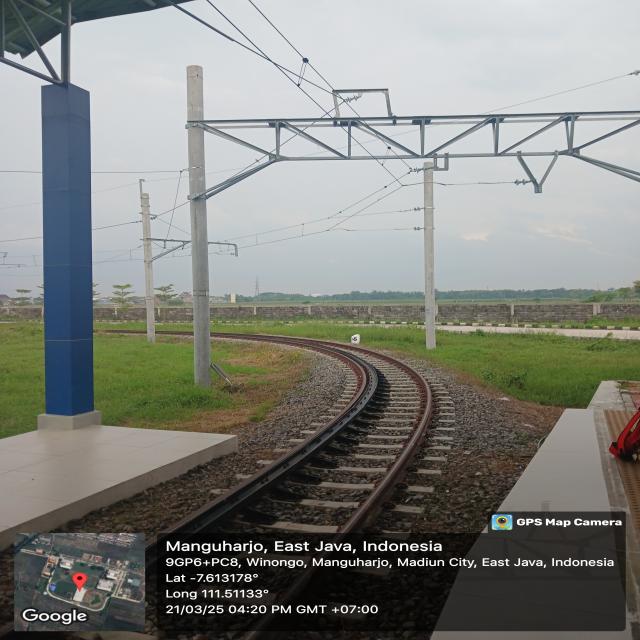 GPS Map Camera
Manguharjo, East Java, Indonesia
9GP6+PC8, Winongo, Manguharjo, Madiun City, East Java, Indonesia
Lat -7.613178°
Long 111.51133°
21/03/25 04:20 PM GMT +07:00
Google